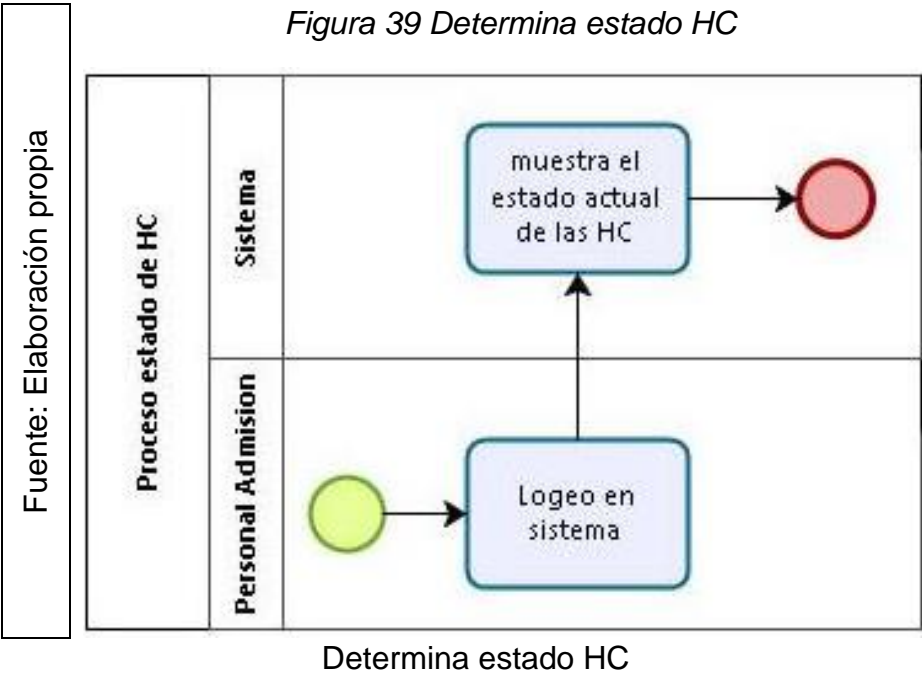 Figura 39 Determina estado HC
Fuente: Elaboración propia
Proceso estado de HC
Sistema
muestra el
estado actual
de las HC
Personal Admision
Logeo en
sistema
Determina estado HC